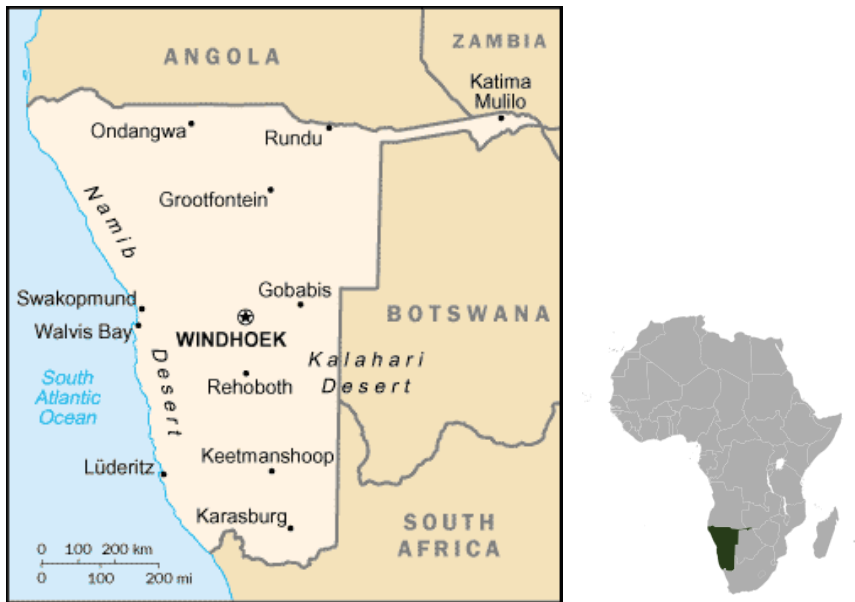 ANGOLA
ZAMBIA
Katima
Mulilo
Ondangwa
Rundu
Namib
Grootfontein
Swakopmund
Gobabis
Walvis Bay
WINDHOEK
BOTSWANA
Desert
Kalahari
Desert
South
Atlantic
Ocean
Rehoboth
Lüderitz
Keetmanshoop
Karasburg
SOUTH
AFRICA
0 100 200 km
0 100 200 mi